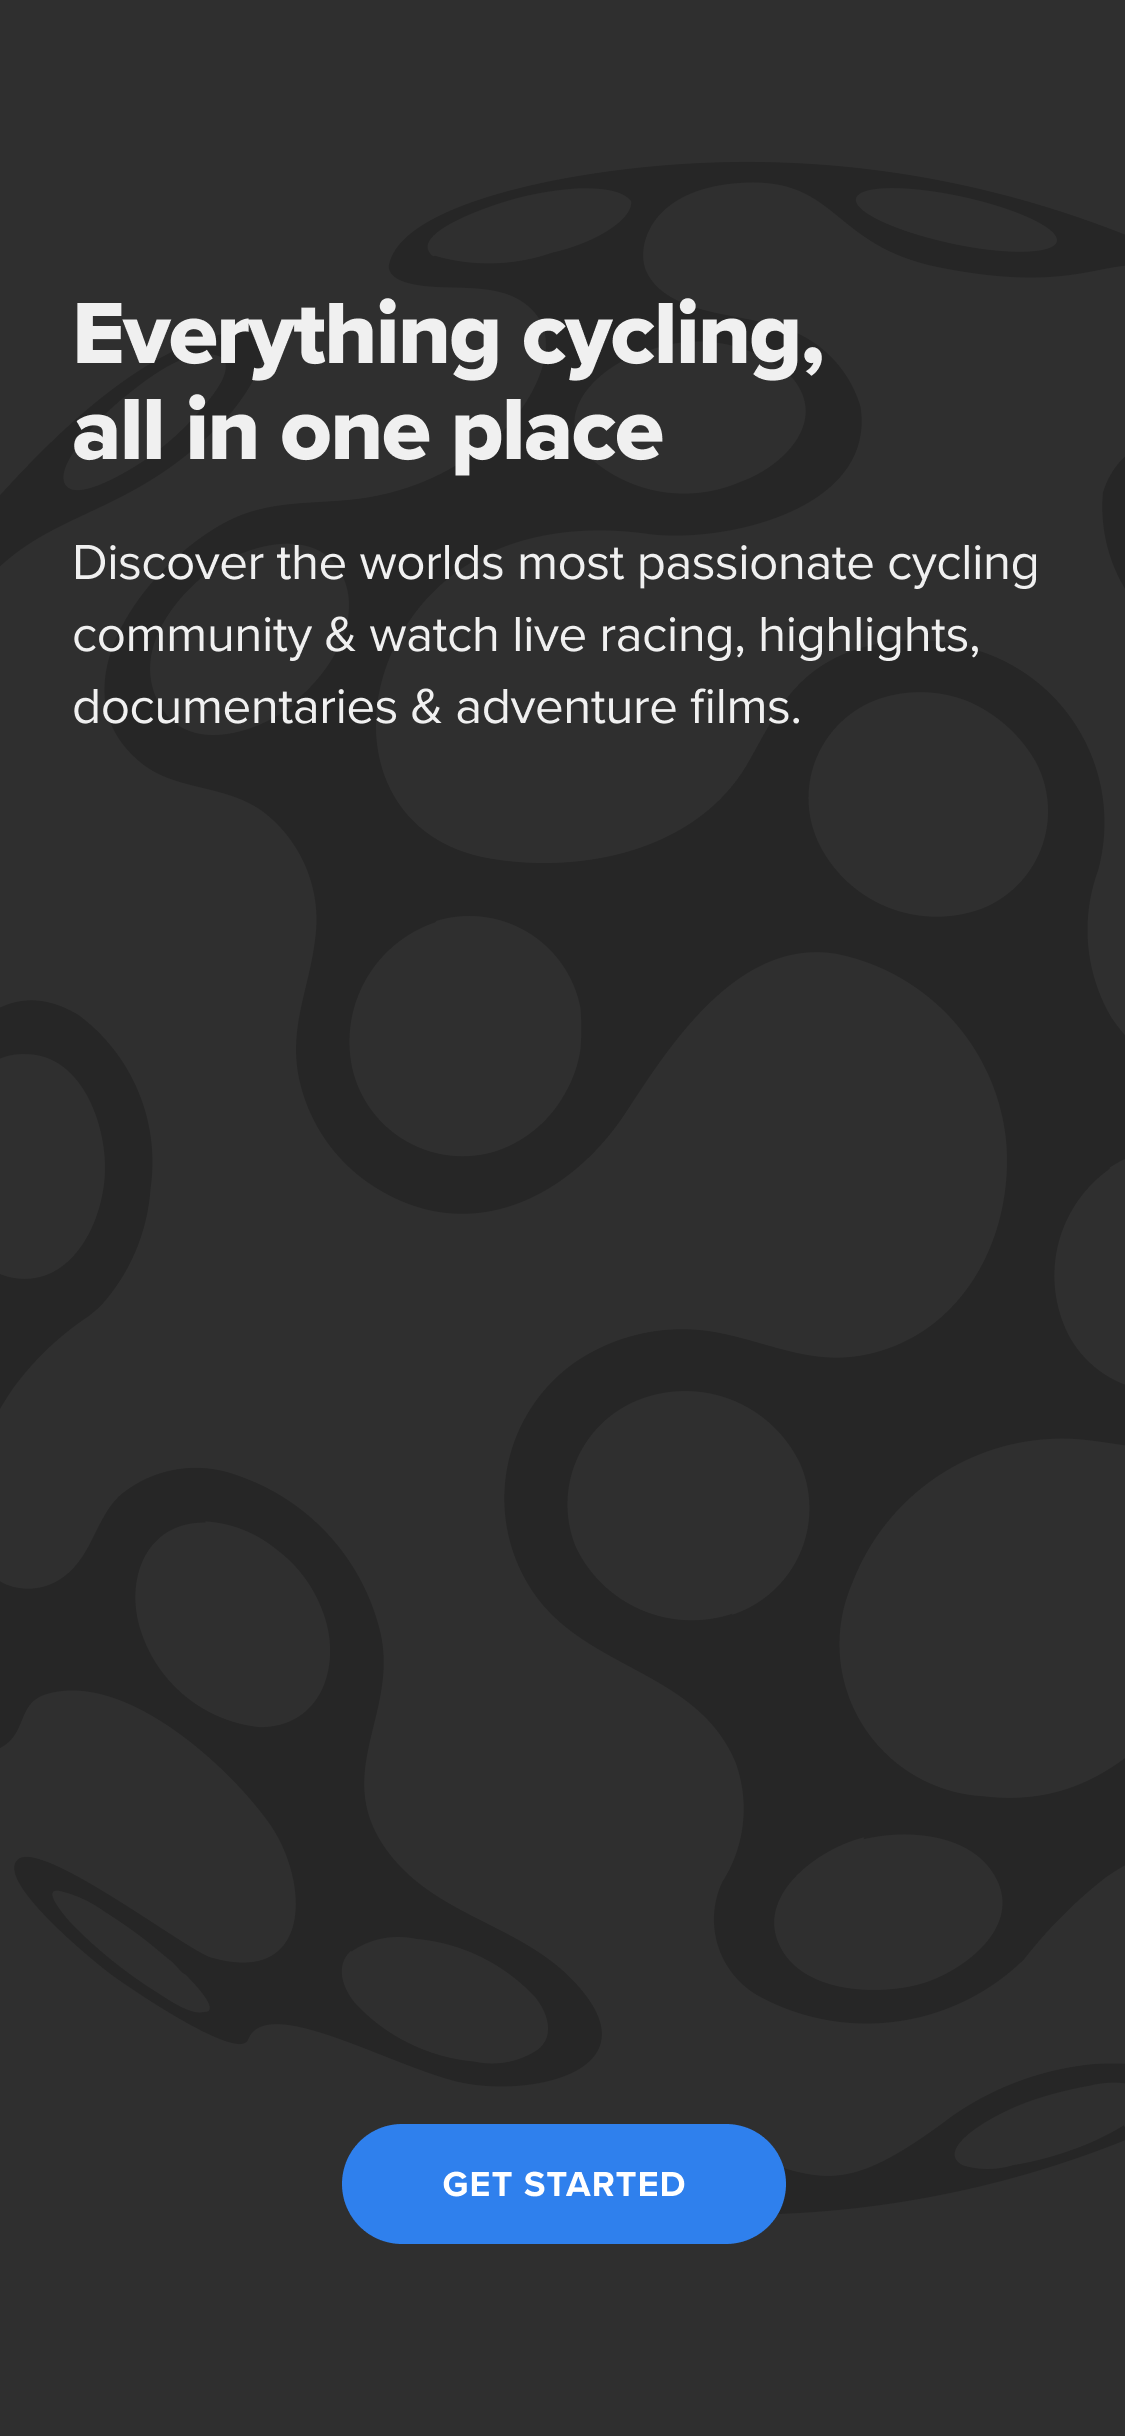 Everything cycling,
all in one place
Discover the worlds most passionate cycling
community & watch live racing, highlights,
documentaries & adventure films.
GET STARTED